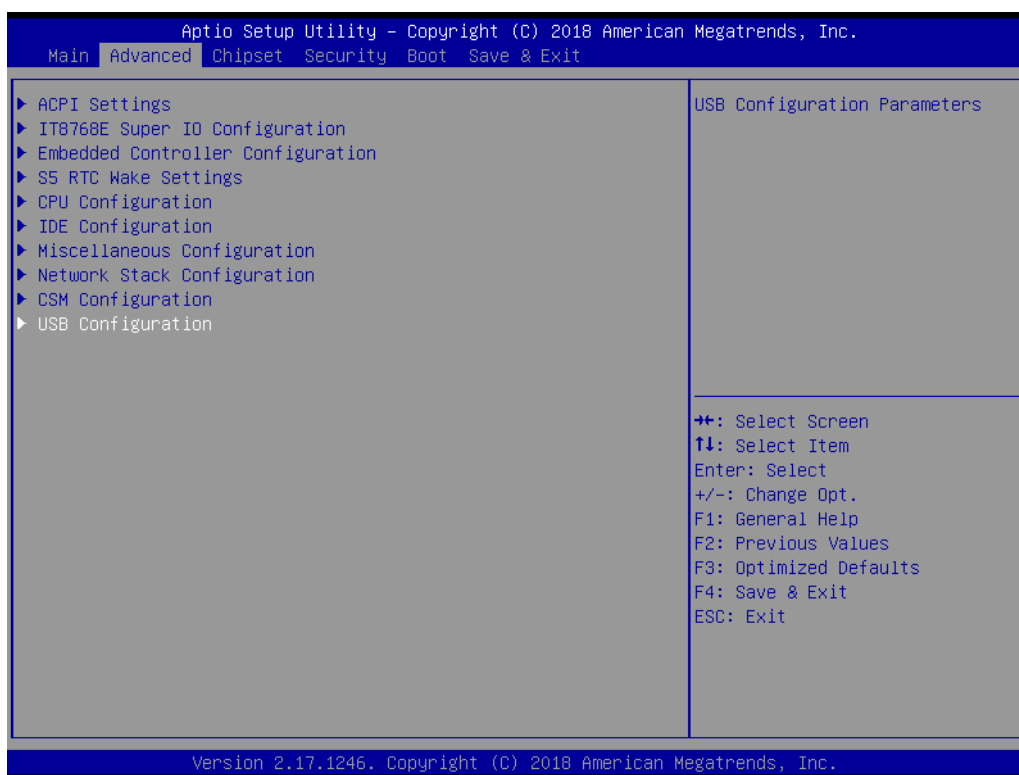 Aptio Setup Utility – Copyright (C) 2018 American Megatrends, Inc.
Main Advanced Chipset Security Boot Save & Exit
ACPI Settings
IT8768E Super IO Configuration
Embedded Controller Configuration
S5 RTC Wake Settings
CPU Configuration
IDE Configuration
Miscellaneous Configuration
Network Stack Configuration
CSM Configuration
USB Configuration
USB Configuration Parameters
→←: Select Screen
↑↓: Select Item
Enter: Select
+/-: Change Opt.
F1: General Help
F2: Previous Values
F3: Optimized Defaults
F4: Save & Exit
ESC: Exit
Version 2.17.1246. Copyright (C) 2018 American Megatrends, Inc.